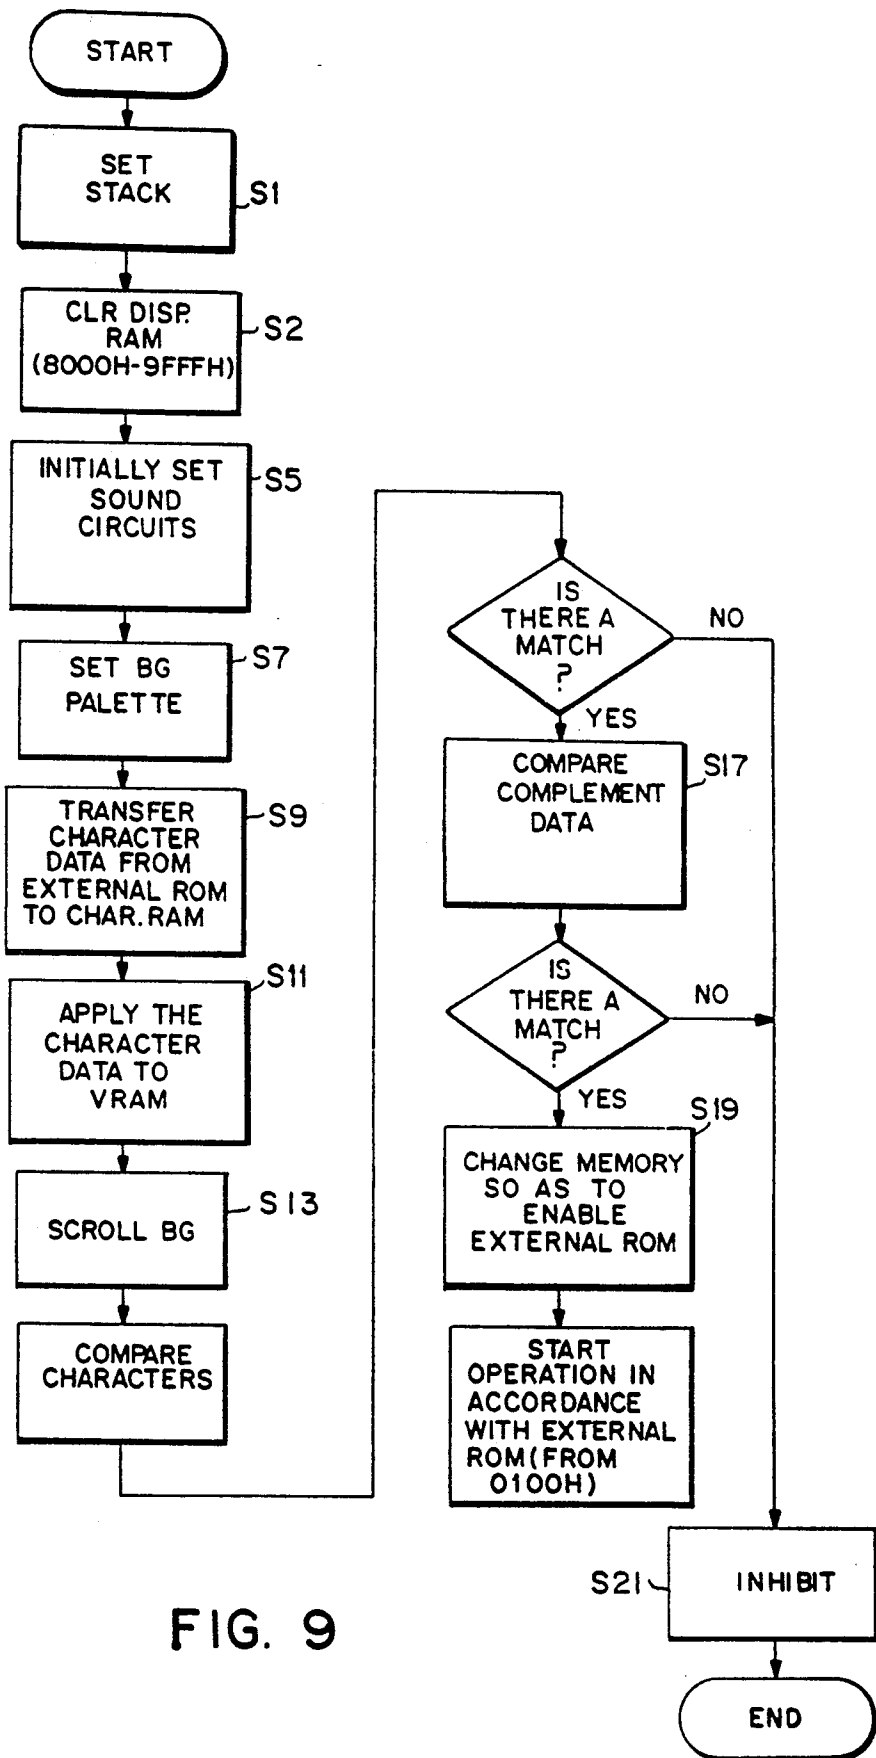 START
SET
STACK
S1
CLR DISP.
RAM
(8000H-9FFFH)
S2
INITIALLY SET
SOUND
CIRCUITS
S5
SET BG
PALETTE
S7
TRANSFER
CHARACTER
DATA FROM
EXTERNAL ROM
TO CHAR.RAM
S9
APPLY THE
CHARACTER
DATA TO
VRAM
S11
SCROLL BG
S13
COMPARE
CHARACTERS
IS
THERE A
MATCH
?
NO
YES
COMPARE
COMPLEMENT
DATA
S17
IS
THERE A
MATCH
?
NO
YES
S19
CHANGE MEMORY
SO AS TO
ENABLE
EXTERNAL ROM
START
OPERATION IN
ACCORDANCE
WITH EXTERNAL
ROM(FROM
0100H)
S21
INHIBIT
END
FIG. 9